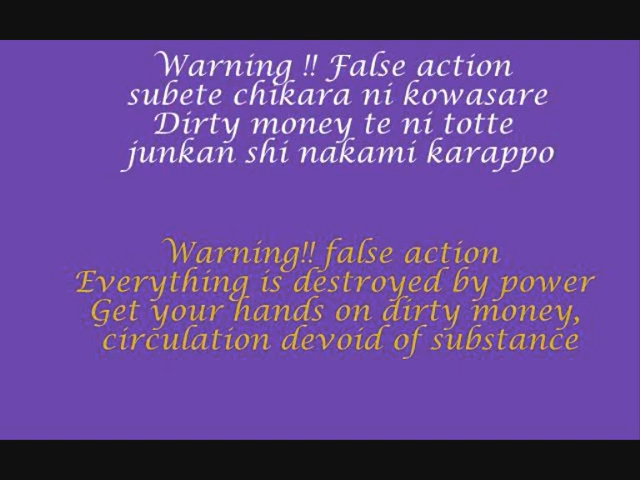 Warning !! False action
subete chikara ni kowasare
Dirty money te ni totte
junkan shi nakami karappo
Warning!! false action
Everything is destroyed by power
Get your hands on dirty money,
circulation devoid of substance